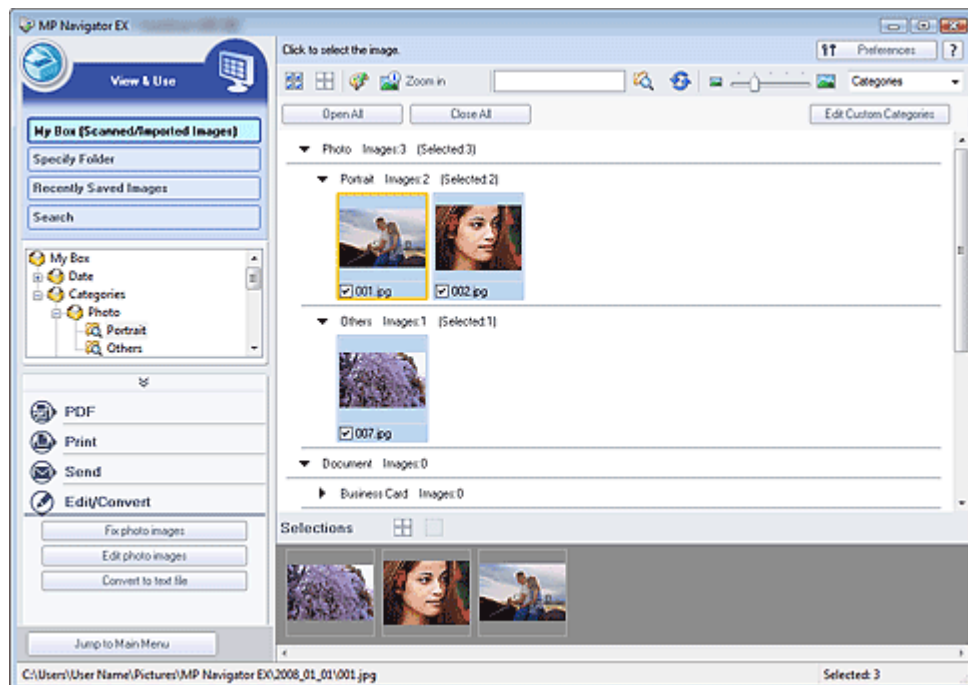 MP Navigator EX
View & Use
My Box (Scanned/Imported Images)
Specify Folder
Recently Saved Images
Search
My Box
Date
Categories
Photo
Portrait
Others
PDF
Print
Send
Edit/Convert
Fix photo images
Edit photo images
Convert to text file
Jump to Main Menu
Click to select the image.
Preferences ?
Zoom in Categories
Open All Close All Edit Custom Categories
Photo Images:3 (Selected:3)
Portrait Images:2 (Selected:2)
001.jpg 002.jpg
Others Images:1 (Selected:1)
007.jpg
Document Images:0
Business Card Images:0
Selections
C:\Users\User Name\Pictures\MP Navigator EX\2008_01_01\001.jpg Selected: 3